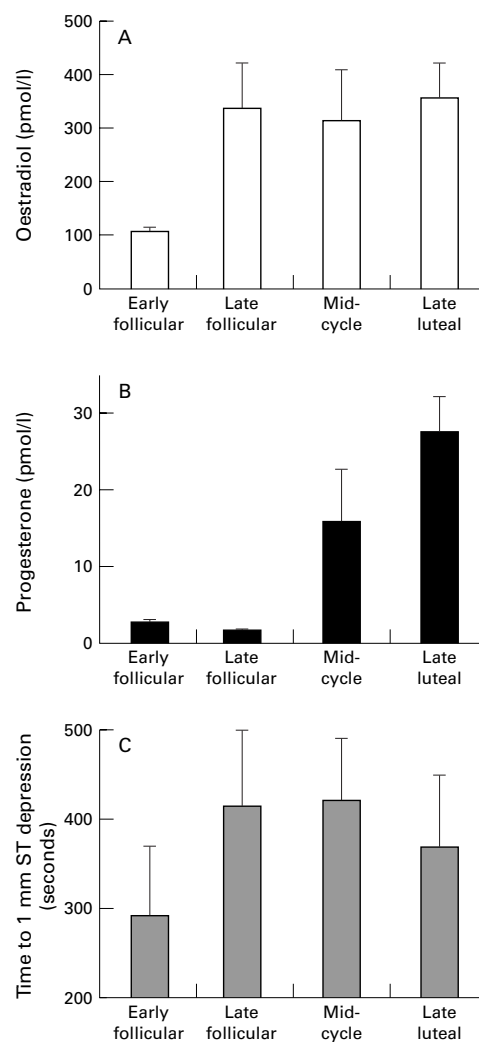 A
Oestradiol (pmol/l)
500
400
300
200
100
0
Early
follicular
Late
follicular
Mid-
cycle
Late
luteal
B
Progesterone (pmol/l)
30
20
10
0
Early
follicular
Late
follicular
Mid-
cycle
Late
luteal
C
Time to 1 mm ST depression
(seconds)
500
400
300
200
Early
follicular
Late
follicular
Mid-
cycle
Late
luteal